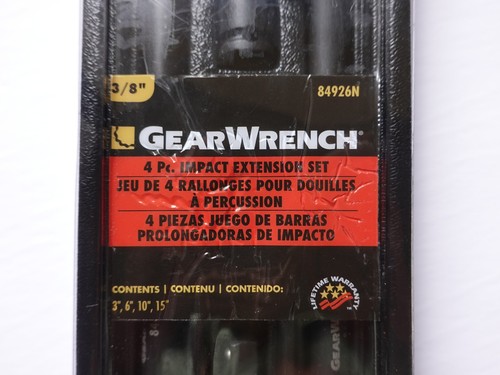 3/8"
84926N
GEARWRENCH®
4 Pc. IMPACT EXTENSION SET
JEU DE 4 RALLONGES POUR DOUILLES
À PERCUSSION
4 PIEZAS JUEGO DE BARRAS
PROLONGADORAS DE IMPACTO
CONTENTS | CONTENU | CONTENIDO:
3", 6", 10", 15"
LIFETIME WARRANTY
GEARWRENCH